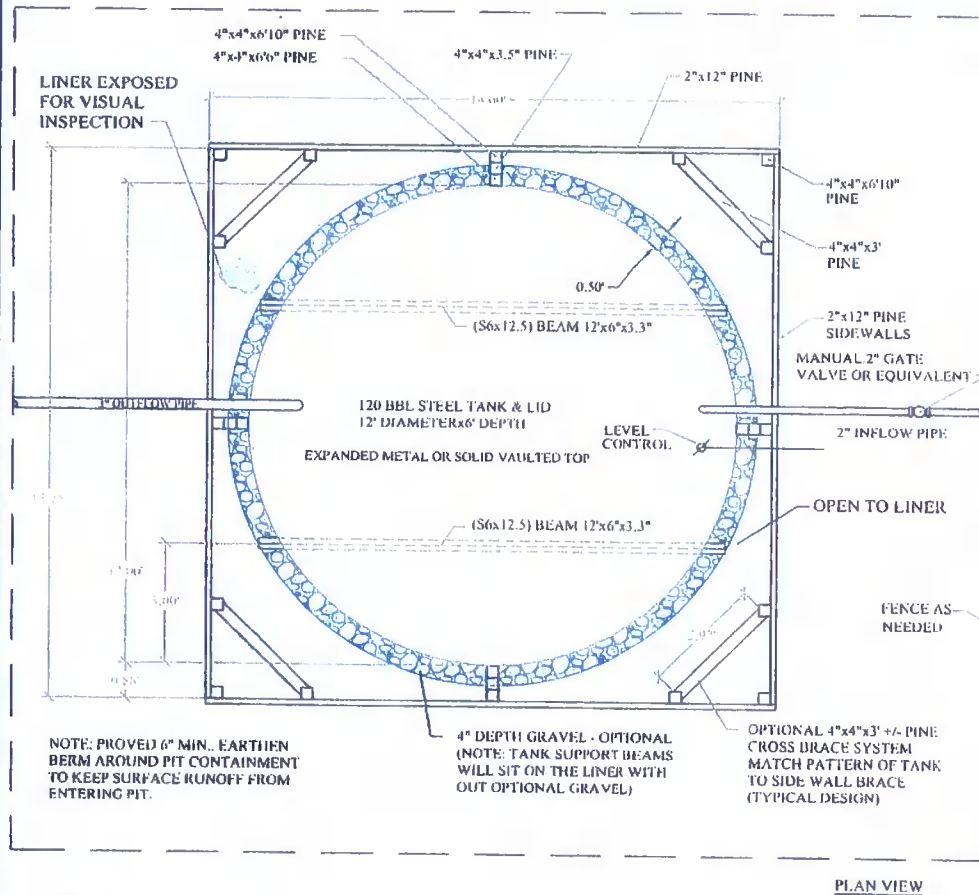 4"x4"x6'10" PINE
4"x4"x6'6" PINE
4"x4"x3.5" PINE
2"x12" PINE
LINER EXPOSED
FOR VISUAL
INSPECTION
4"x4"x6'10"
PINE
4"x4"x3'
PINE
0.50'
(S6x12.5) BEAM 12'x6"x3.3"
2"x12" PINE
SIDEWALLS
MANUAL 2" GATE
VALVE OR EQUIVALENT
OUTFLOW PIPE
120 BBL STEEL TANK & LID
12' DIAMETERx6' DEPTH
LEVEL
CONTROL
2" INFLOW PIPE
EXPANDED METAL OR SOLID VAULTED TOP
OPEN TO LINER
(S6x12.5) BEAM 12'x6"x3.3"
FENCE AS
NEEDED
NOTE: PROVED 6" MIN.. EARTHEN
BERM AROUND PIT CONTAINMENT
TO KEEP SURFACE RUNOFF FROM
ENTERING PIT.
4" DEPTH GRAVEL - OPTIONAL
(NOTE: TANK SUPPORT BEAMS
WILL SIT ON THE LINER WITH
OUT OPTIONAL GRAVEL)
OPTIONAL 4"x4"x3' +/- PINE
CROSS BRACE SYSTEM
MATCH PATTERN OF TANK
TO SIDE WALL BRACE
(TYPICAL DESIGN)
PLAN VIEW